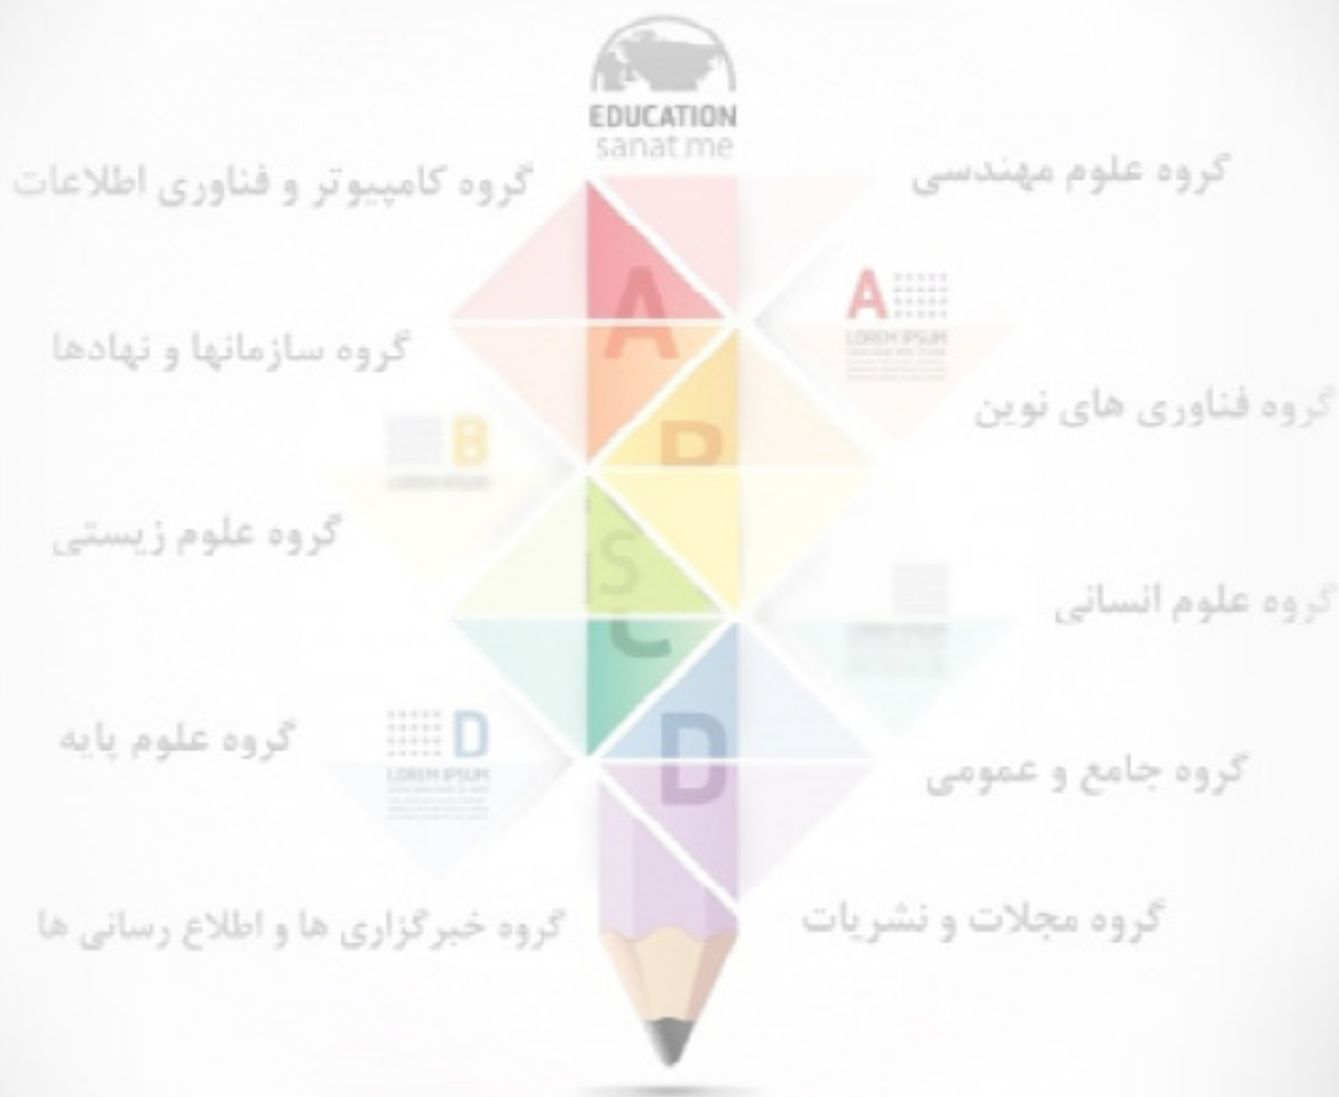 EDUCATION
sanat.me
گروه علوم مهندسی
گروه کامپیوتر و فناوری اطلاعات
A
A
LOREM IPSUM
گروه سازمانها و نهادها
گروه فناوری های نوین
B
B
LOREM IPSUM
گروه علوم زیستی
S
گروه علوم انسانی
C
گروه علوم پایه
D
D
LOREM IPSUM
گروه جامع و عمومی
گروه مجلات و نشریات
گروه خبرگزاری ها و اطلاع رسانی ها